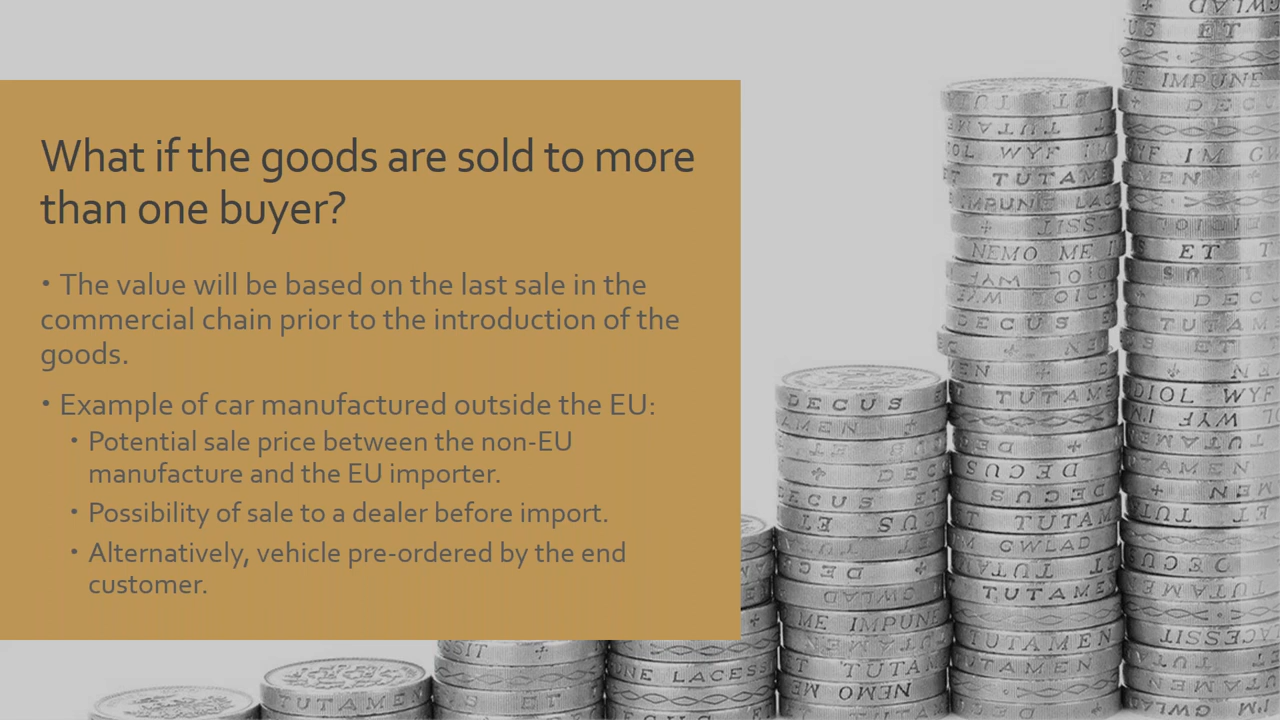 What if the goods are sold to more
than one buyer?
• The value will be based on the last sale in the
commercial chain prior to the introduction of the
goods.
• Example of car manufactured outside the EU:
• Potential sale price between the non-EU
manufacture and the EU importer.
• Possibility of sale to a dealer before import.
• Alternatively, vehicle pre-ordered by the end
customer.